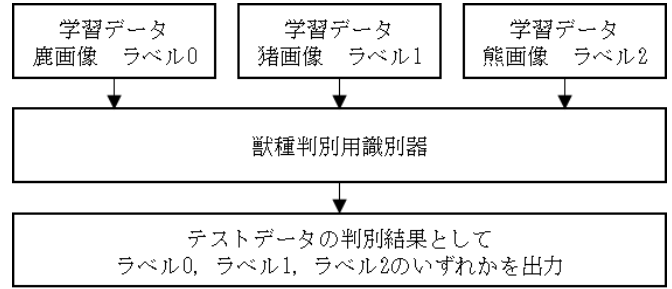 学習データ
鹿画像　ラベル0
学習データ
猪画像　ラベル1
学習データ
熊画像　ラベル2
獣種判別用識別器
テストデータの判別結果として
ラベル0, ラベル1, ラベル2のいずれかを出力